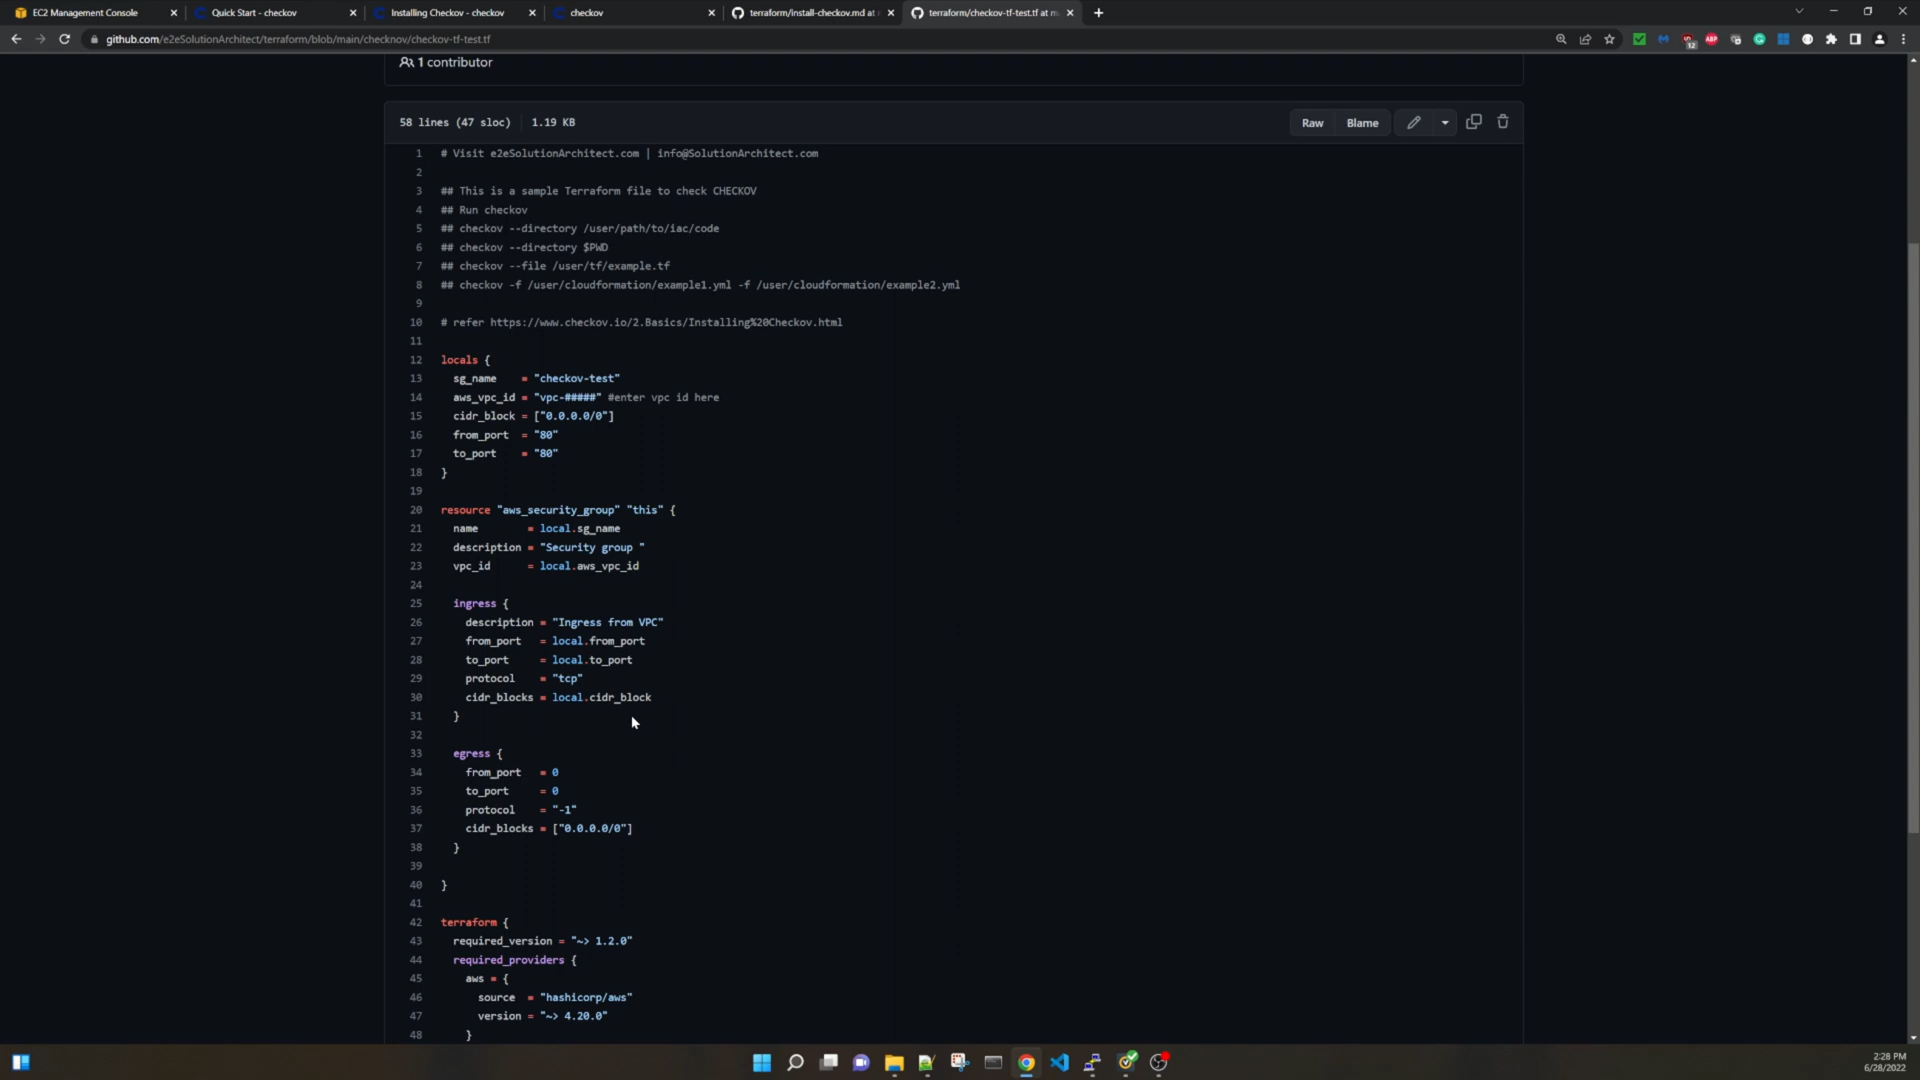 EC2 Management Console
Quick Start - checkov
Installing Checkov - checkov
checkov
terraform/install-checkov.md at
terraform/checkov-tf-test.tf at m
github.com/e2eSolutionArchitect/terraform/blob/main/checknov/checkov-tf-test.tf
1 contributor
58 lines (47 sloc) 1.19 KB
Raw Blame
1 # Visit e2eSolutionArchitect.com | info@SolutionArchitect.com
2
3 ## This is a sample Terraform file to check CHECKOV
4 ## Run checkov
5 ## checkov --directory /user/path/to/iac/code
6 ## checkov --directory $PWD
7 ## checkov --file /user/tf/example.tf
8 ## checkov -f /user/cloudformation/example1.yml -f /user/cloudformation/example2.yml
9
10 # refer https://www.checkov.io/2.Basics/Installing%20Checkov.html
11
12 locals {
13 sg_name = "checkov-test"
14 aws_vpc_id = "vpc-#####" #enter vpc id here
15 cidr_block = ["0.0.0.0/0"]
16 from_port = "80"
17 to_port = "80"
18 }
19
20 resource "aws_security_group" "this" {
21 name = local.sg_name
22 description = "Security group "
23 vpc_id = local.aws_vpc_id
24
25 ingress {
26 description = "Ingress from VPC"
27 from_port = local.from_port
28 to_port = local.to_port
29 protocol = "tcp"
30 cidr_blocks = local.cidr_block
31 }
32
33 egress {
34 from_port = 0
35 to_port = 0
36 protocol = "-1"
37 cidr_blocks = ["0.0.0.0/0"]
38 }
39
40 }
41
42 terraform {
43 required_version = "~> 1.2.0"
44 required_providers {
45 aws = {
46 source = "hashicorp/aws"
47 version = "~> 4.20.0"
48 }
2:28 PM
6/28/2022